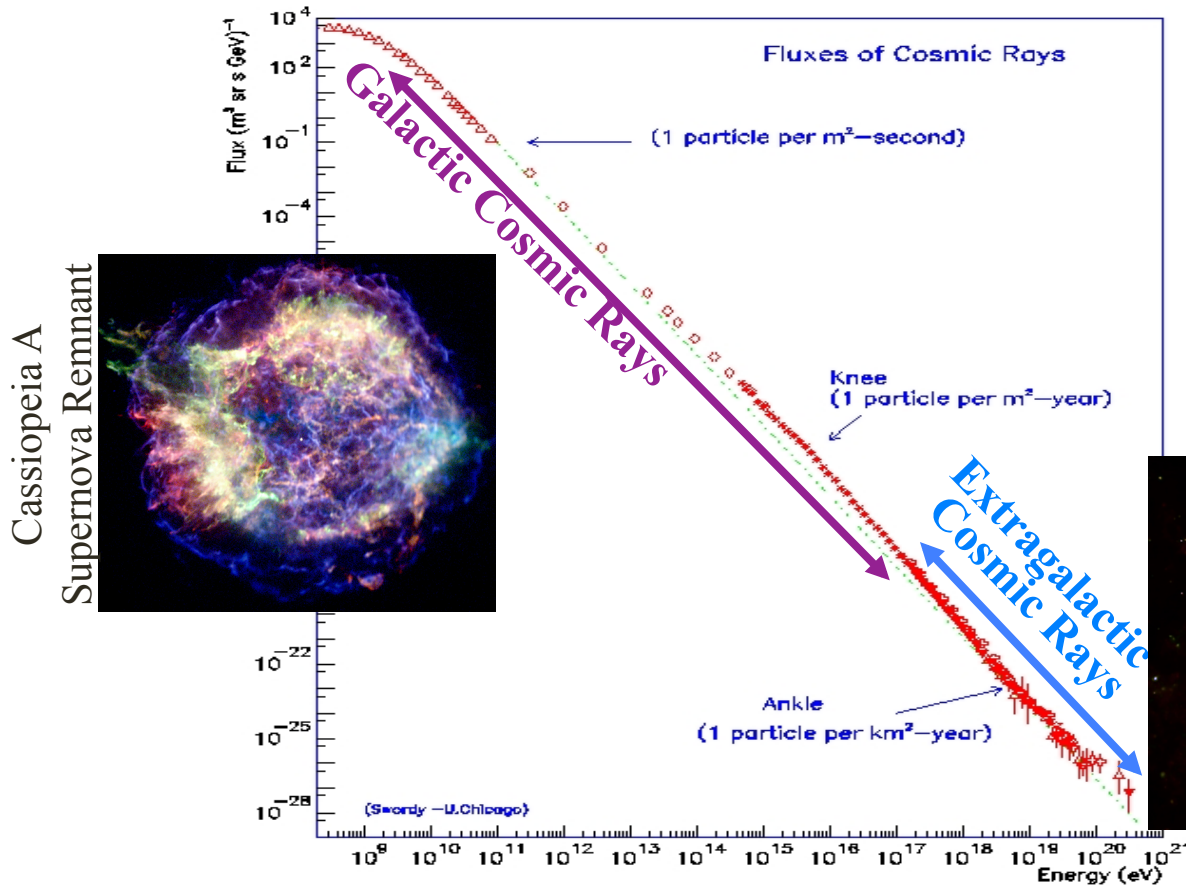 Fluxes of Cosmic Rays
Flux (m² sr s GeV)⁻¹
10⁴
10²
10⁻¹
10⁻⁴
10⁻²²
10⁻²⁵
10⁻²⁸
(1 particle per m²−second)
Galactic Cosmic Rays
Cassiopeia A
Supernova Remnant
Knee
(1 particle per m²−year)
Extragalactic
Cosmic Rays
Ankle
(1 particle per km²−year)
(Swordy −U.Chicago)
10⁹ 10¹⁰ 10¹¹ 10¹² 10¹³ 10¹⁴ 10¹⁵ 10¹⁶ 10¹⁷ 10¹⁸ 10¹⁹ 10²⁰ 10²¹
Energy (eV)